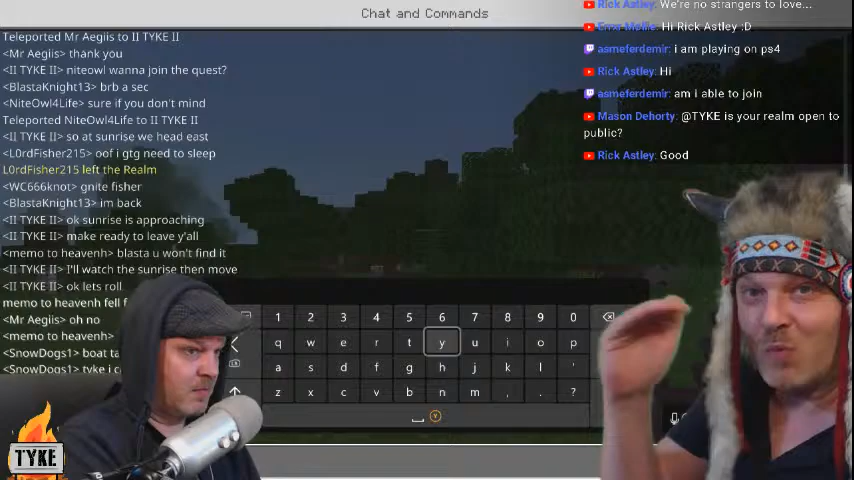 Chat and Commands
Teleported Mr Aegiis to II TYKE II
<Mr Aegiis> thank you
<II TYKE II> niteowl wanna join the quest?
<BlastaKnight13> brb a sec
<NiteOwl4Life> sure if you don't mind
Teleported NiteOwl4Life to II TYKE II
<II TYKE II> so at sunrise we head east
<L0rdFisher215> oof i gtg need to sleep
L0rdFisher215 left the Realm
<WC666knot> gnite fisher
<BlastaKnight13> im back
<II TYKE II> ok sunrise is approaching
<II TYKE II> make ready to leave y'all
<memo to heavenh> blasta u won't find it
<II TYKE II> I'll watch the sunrise then move
<II TYKE II> ok lets roll
memo to heavenh fell f
<Mr Aegiis> oh no
<memo to heavenh>
<SnowDogs1> boat ta
<SnowDogs1> tyke i c
Rick Astley: We're no strangers to love...
Hi Rick Astley :D
asmeferdemir: i am playing on ps4
Rick Astley: Hi
asmeferdemir: am i able to join
Mason Dehorty: @TYKE is your realm open to
public?
Rick Astley: Good
1 2 3 4 5 6 7 8 9 0
q w e r t y u i o p
a s d f g h j k l '
z x c v b n m , . ?
Y
TYKE